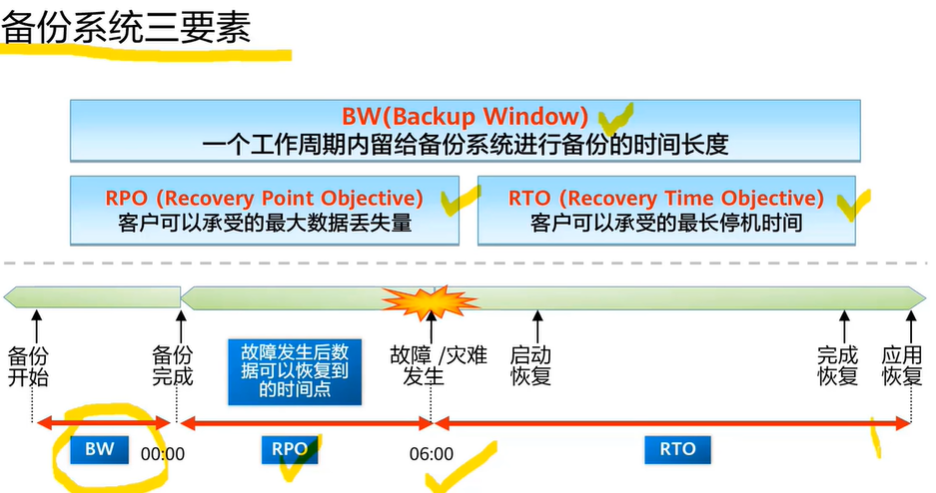 备份系统三要素
BW(Backup Window)
一个工作周期内留给备份系统进行备份的时间长度
RPO (Recovery Point Objective)
客户可以承受的最大数据丢失量
RTO (Recovery Time Objective)
客户可以承受的最长停机时间
备份
开始
备份
完成
故障发生后数
据可以恢复到
的时间点
故障 /灾难
发生
启动
恢复
完成
恢复
应用
恢复
BW
00:00
RPO
06:00
RTO